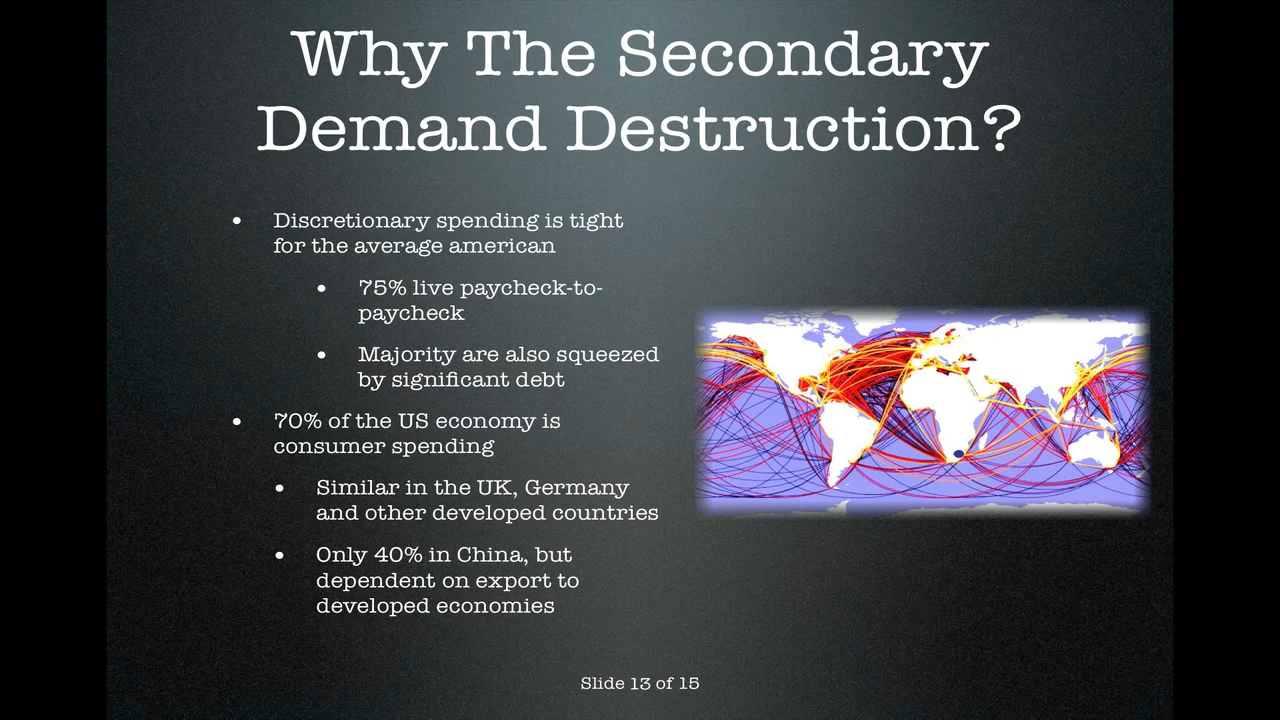 Why The Secondary
Demand Destruction?
• Discretionary spending is tight
for the average american
• 75% live paycheck-to-
paycheck
• Majority are also squeezed
by significant debt
• 70% of the US economy is
consumer spending
• Similar in the UK, Germany
and other developed countries
• Only 40% in China, but
dependent on export to
developed economies
Slide 13 of 15